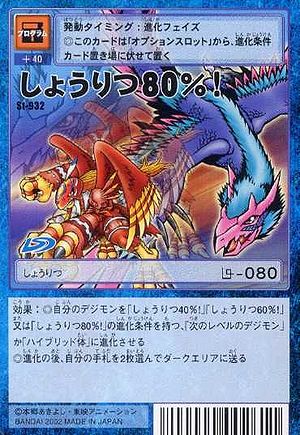 プログラム
+40
発動タイミング：進化フェイズ
◎このカードは「オプションスロット」から、進化条件
カード置き場に伏せて置く
しょうりつ80%!
St-932
しょうりつ
-080
効果：◎自分のデジモンを「しょうりつ40%!」「しょうりつ60%!」
又は「しょうりつ80%!」の進化条件を持つ、「次のレベルのデジモン」
か「ハイブリッド体」に進化させる
◎進化の後、自分の手札を2枚選んでダークエリアに送る
©本郷あきよし・東映アニメーション
BANDAI 2002 MADE IN JAPAN